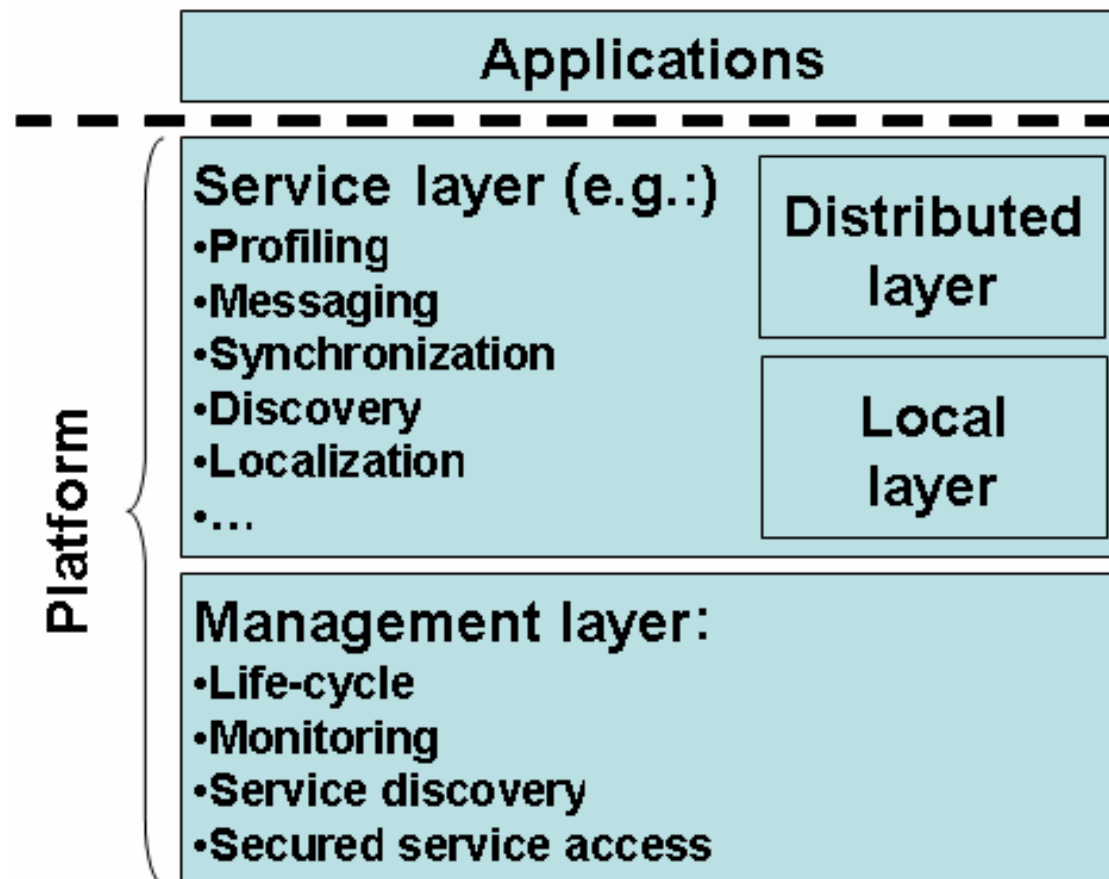 Applications
Platform
Service layer (e.g.:)
•Profiling
•Messaging
•Synchronization
•Discovery
•Localization
•...
Distributed
layer
Local
layer
Management layer:
•Life-cycle
•Monitoring
•Service discovery
•Secured service access